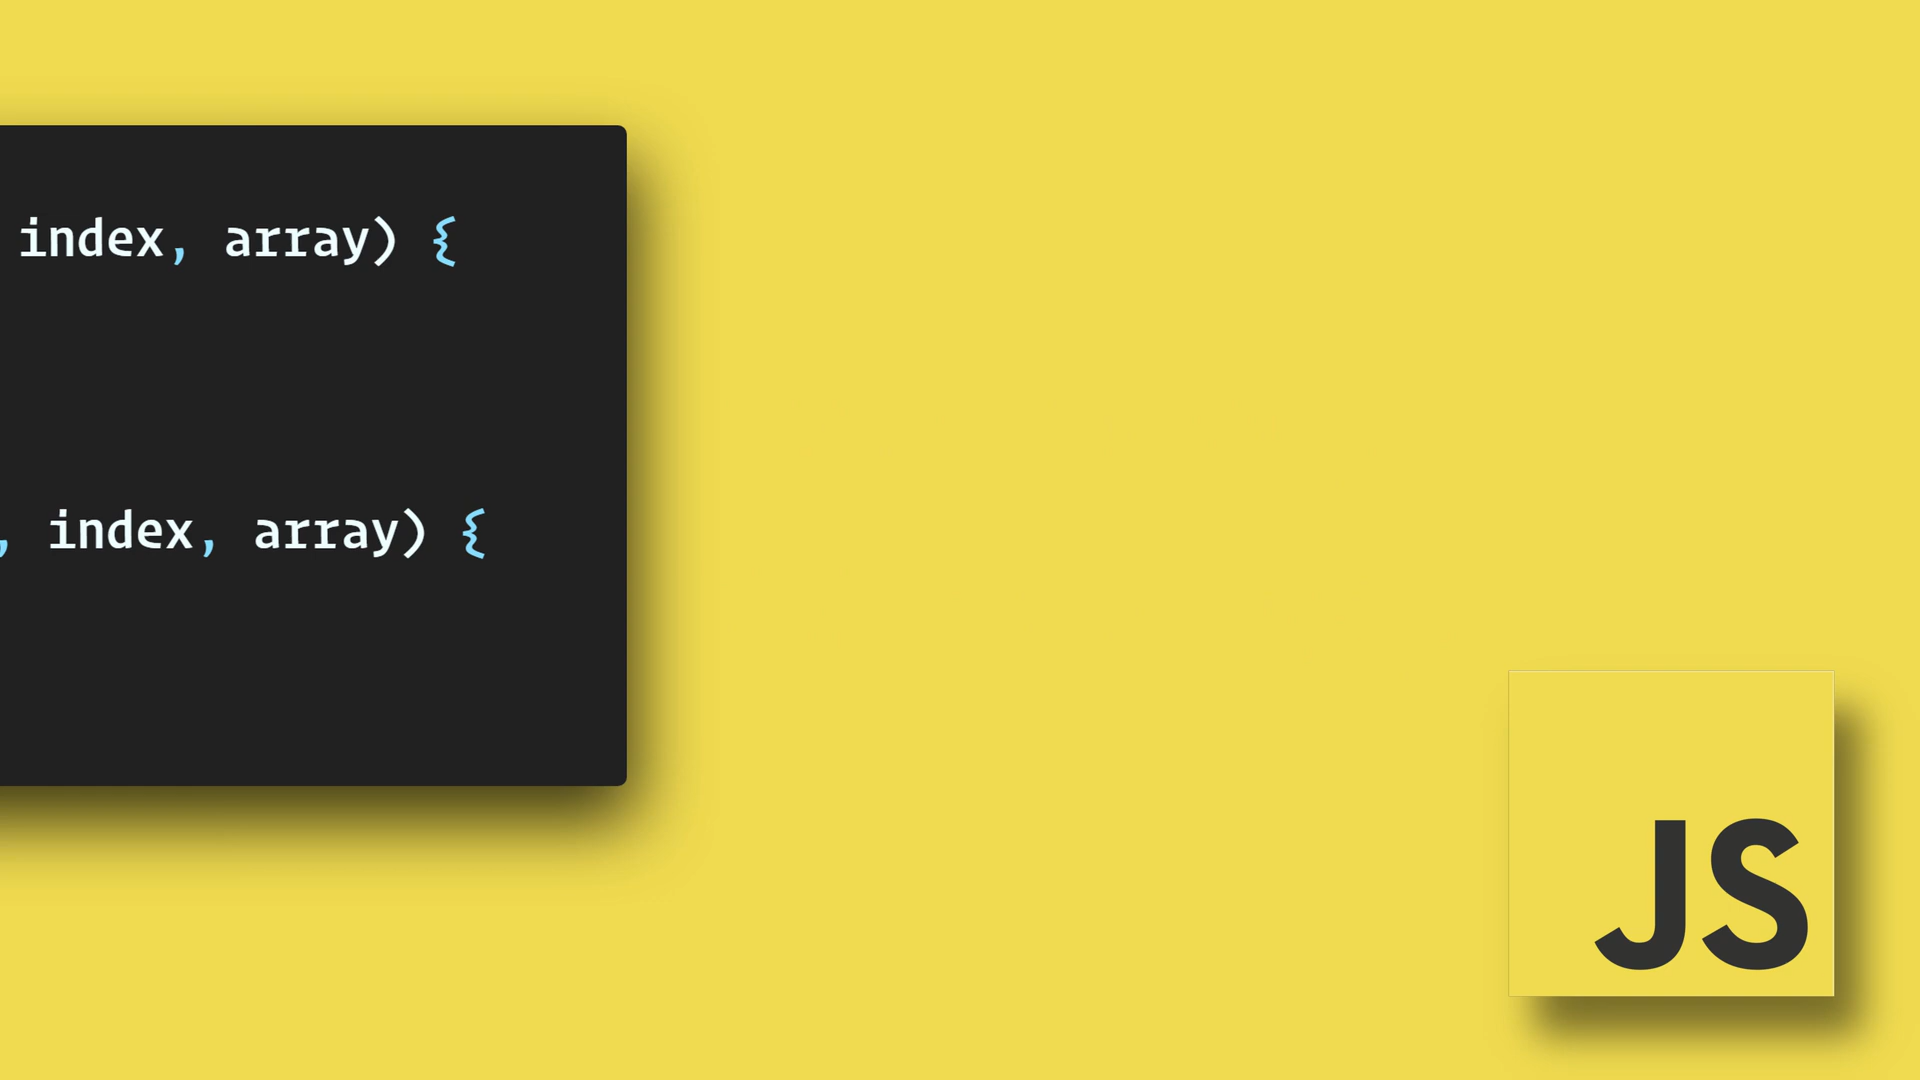 index, array) {
, index, array) {
JS